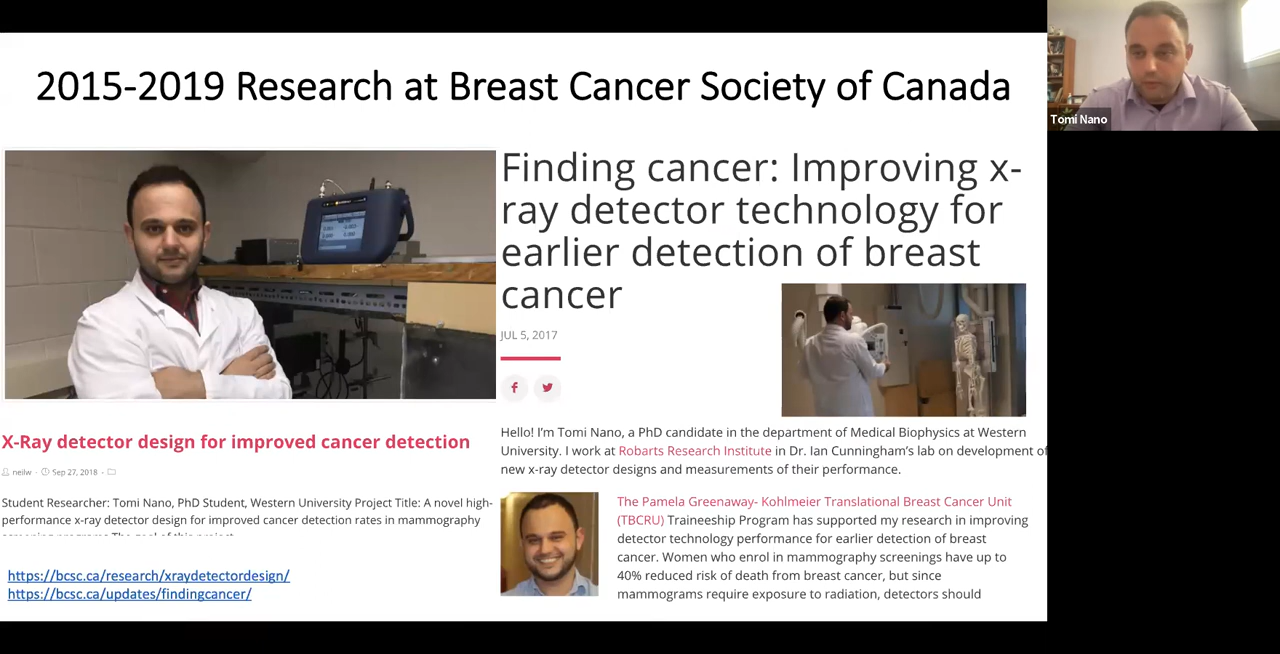 2015-2019 Research at Breast Cancer Society of Canada
Tomi Nano
Finding cancer: Improving x-
ray detector technology for
earlier detection of breast
cancer
JUL 5, 2017
X-Ray detector design for improved cancer detection
neilw · Sep 27, 2018 ·
Student Researcher: Tomi Nano, PhD Student, Western University Project Title: A novel high-
performance x-ray detector design for improved cancer detection rates in mammography
screening programs The goal of this project
https://bcsc.ca/research/xraydetectordesign/
https://bcsc.ca/updates/findingcancer/
Hello! I'm Tomi Nano, a PhD candidate in the department of Medical Biophysics at Western
University. I work at Robarts Research Institute in Dr. Ian Cunningham's lab on development of
new x-ray detector designs and measurements of their performance.
The Pamela Greenaway- Kohlmeier Translational Breast Cancer Unit
(TBCRU) Traineeship Program has supported my research in improving
detector technology performance for earlier detection of breast
cancer. Women who enrol in mammography screenings have up to
40% reduced risk of death from breast cancer, but since
mammograms require exposure to radiation, detectors should